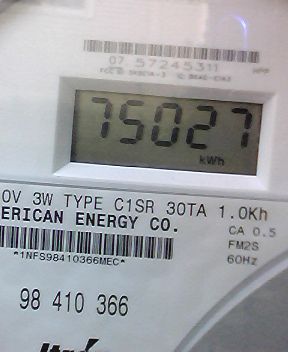 07 57245311
75027
kWh
0V 3W TYPE C1SR 30TA 1.0Kh
ERICAN ENERGY CO.
CA 0.5
FM2S
60Hz
*1NFS98410366MEC*
98 410 366